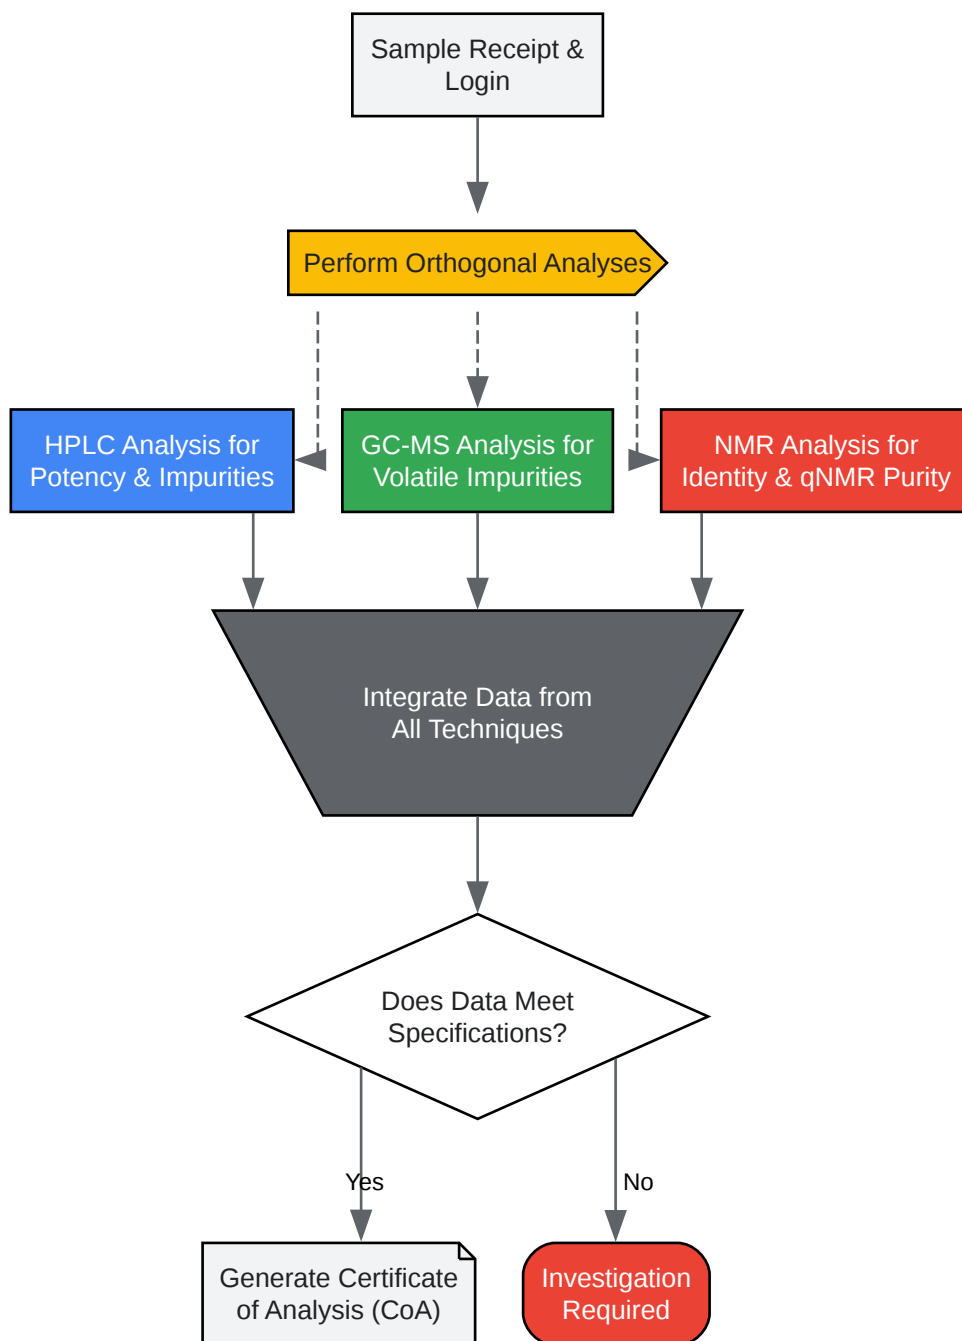 Sample Receipt &
Login
Perform Orthogonal Analyses
HPLC Analysis for
Potency & Impurities
GC-MS Analysis for
Volatile Impurities
NMR Analysis for
Identity & qNMR Purity
Integrate Data from
All Techniques
Does Data Meet
Specifications?
Yes
No
Generate Certificate
of Analysis (CoA)
Investigation
Required